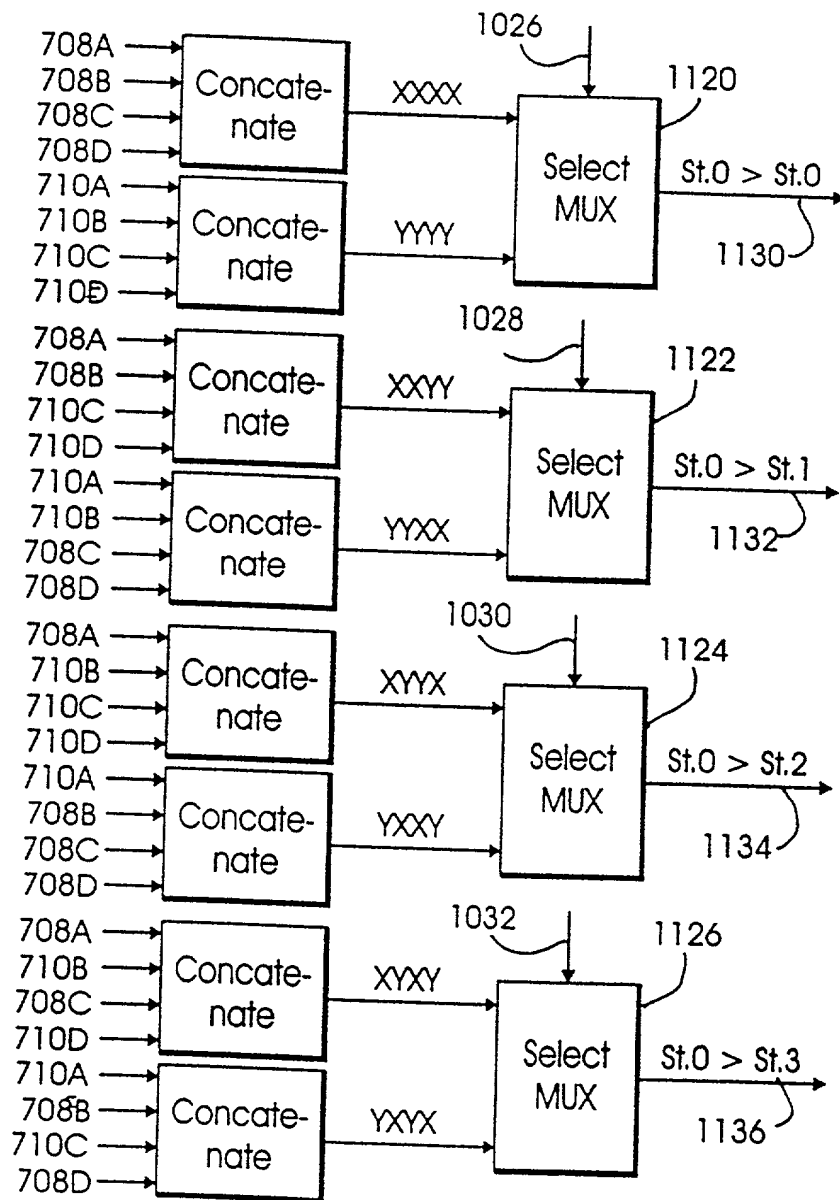 708A
708B
708C
708D
Concate-
nate
XXXX
710A
710B
710C
710D
Concate-
nate
YYYY
1026
Select
MUX
1120
St.0 > St.0
1130
708A
708B
710C
710D
Concate-
nate
XXYY
710A
710B
708C
708D
Concate-
nate
YYXX
1028
Select
MUX
1122
St.0 > St.1
1132
708A
710B
710C
710D
Concate-
nate
XYYX
710A
708B
708C
708D
Concate-
nate
YXXY
1030
Select
MUX
1124
St.0 > St.2
1134
708A
710B
708C
710D
Concate-
nate
XYXY
710A
708B
710C
708D
Concate-
nate
YXYX
1032
Select
MUX
1126
St.0 > St.3
1136